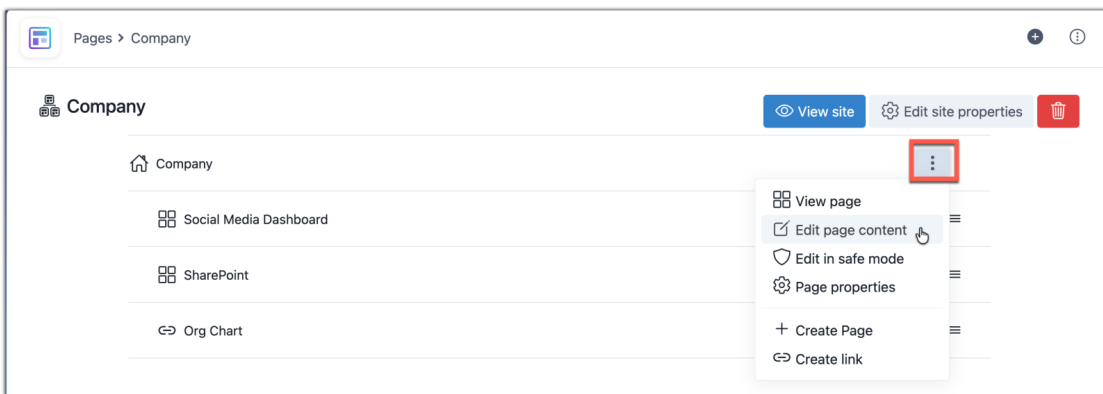 Pages > Company
Company
View site
Edit site properties
Company
View page
Social Media Dashboard
Edit page content
Edit in safe mode
SharePoint
Page properties
Org Chart
Create Page
Create link